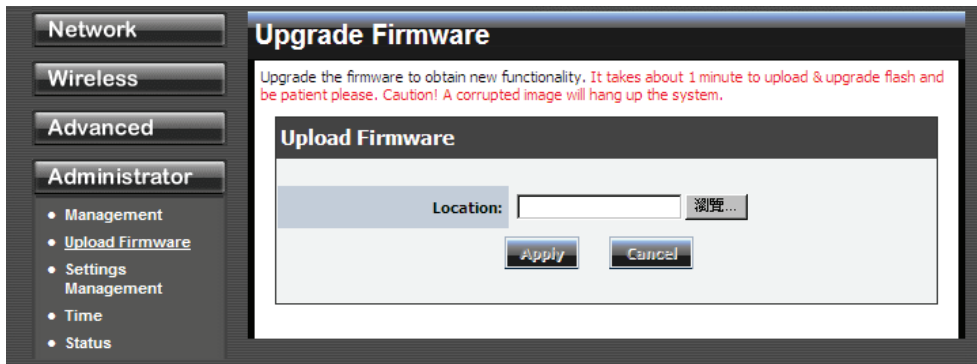 Network
Wireless
Advanced
Administrator
• Management
• Upload Firmware
• Settings
Management
• Time
• Status
Upgrade Firmware
Upgrade the firmware to obtain new functionality. It takes about 1 minute to upload & upgrade flash and
be patient please. Caution! A corrupted image will hang up the system.
Upload Firmware
Location: 瀏覽...
Apply Cancel